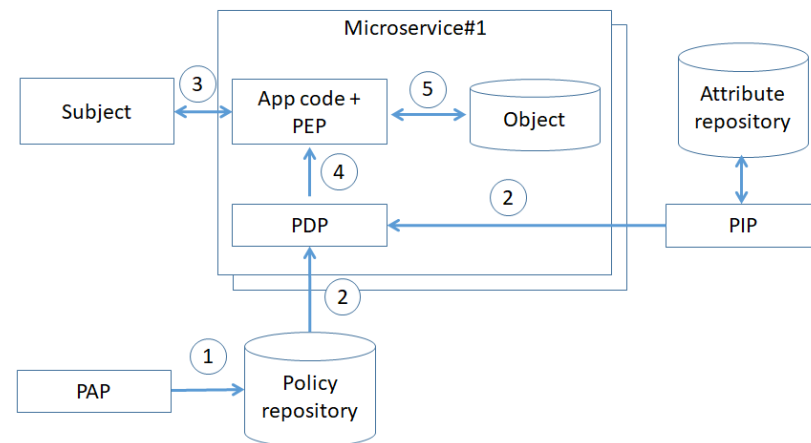 Microservice#1
Subject
3
App code +
PEP
5
Object
Attribute
repository
4
2
PDP
PIP
2
1
PAP
Policy
repository